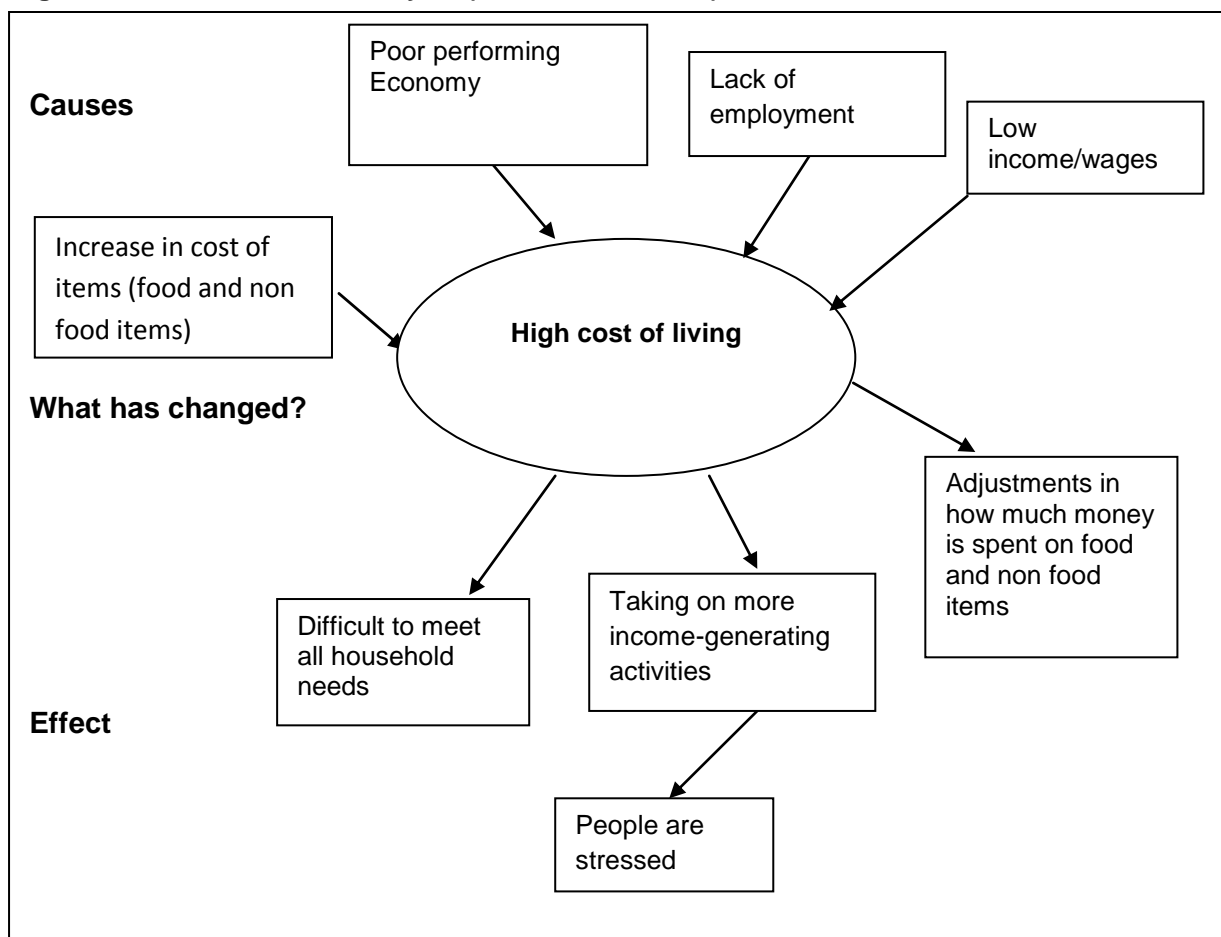 Poor performing
Economy
Causes
Lack of
employment
Low
income/wages
Increase in cost of
items (food and non
food items)
High cost of living
What has changed?
Adjustments in
how much money
is spent on food
and non food
items
Difficult to meet
all household
needs
Taking on more
income-generating
activities
Effect
People are
stressed